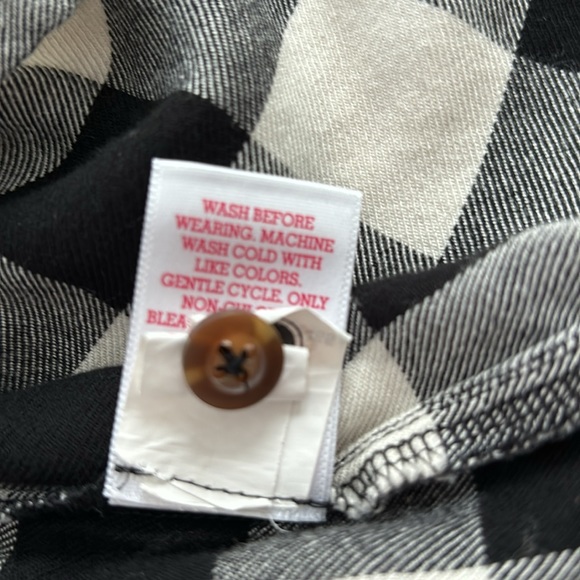 WASH BEFORE
WEARING. MACHINE
WASH COLD WITH
LIKE COLORS.
GENTLE CYCLE. ONLY